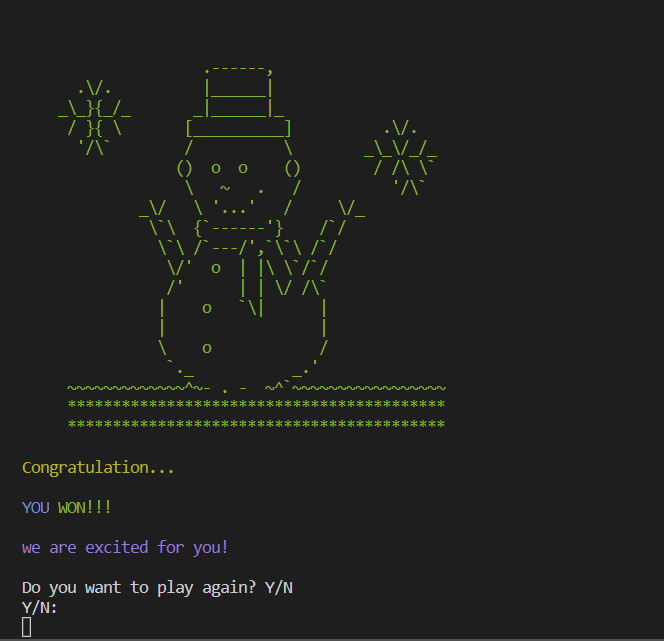 Congratulation...
YOU WON!!!
we are excited for you!
Do you want to play again? Y/N
Y/N: